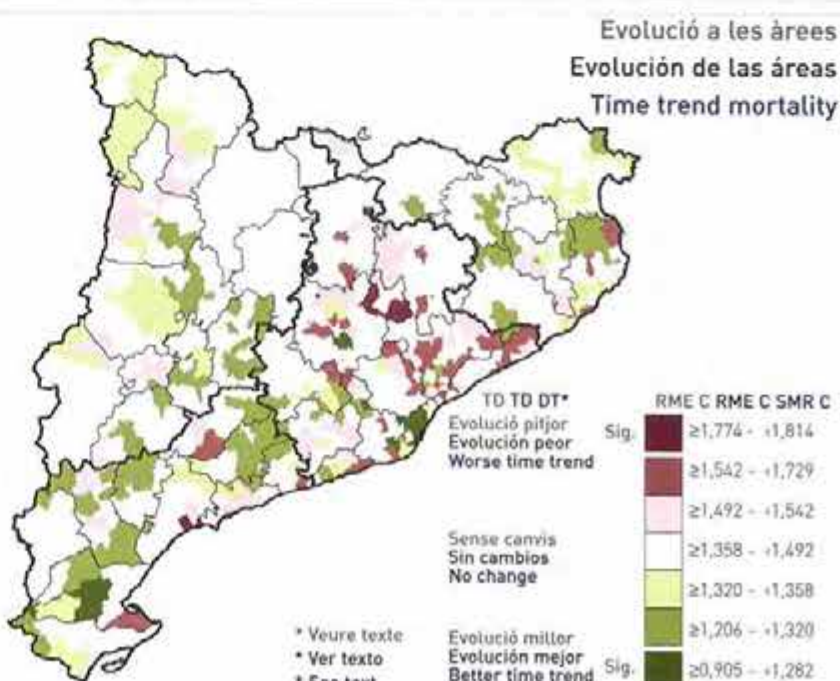 Evolució a les àrees
Evolución de las áreas
Time trend mortality
TD TD DT*
Evolució pitjor
Evolución peor
Worse time trend
Sense canvis
Sin cambios
No change
Evolució millor
Evolución mejor
Better time trend
* Veure texte
* Ver texto
* See text
RME C RME C SMR C
Sig. ≥1,774 - <1,814
≥1,542 - <1,729
≥1,492 - <1,542
≥1,358 - <1,492
≥1,320 - <1,358
≥1,206 - <1,320
Sig. ≥0,905 - <1,282